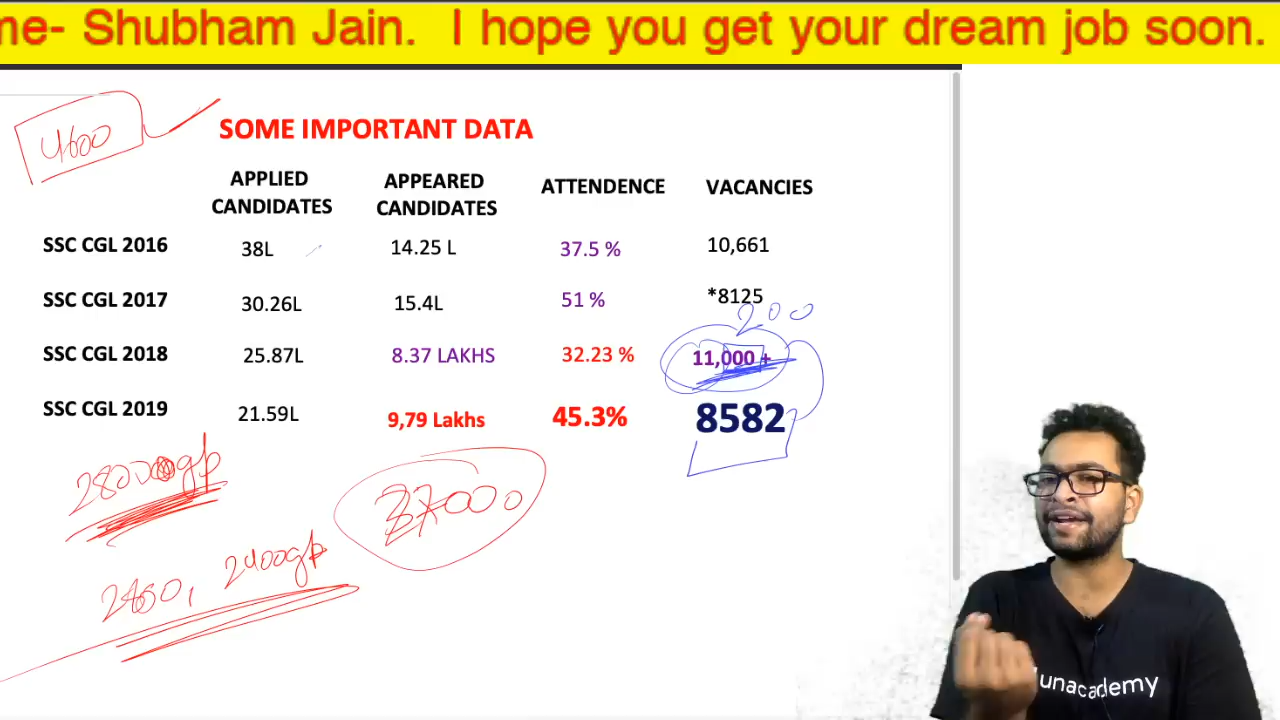 me- Shubham Jain. I hope you get your dream job soon.
4600
SOME IMPORTANT DATA
APPLIED CANDIDATES APPEARED CANDIDATES ATTENDENCE VACANCIES
SSC CGL 2016 38L 14.25 L 37.5 % 10,661
SSC CGL 2017 30.26L 15.4L 51 % *8125
200
SSC CGL 2018 25.87L 8.37 LAKHS 32.23 % 11,000 +
SSC CGL 2019 21.59L 9,79 Lakhs 45.3% 8582
37000
2400gp
unacademy